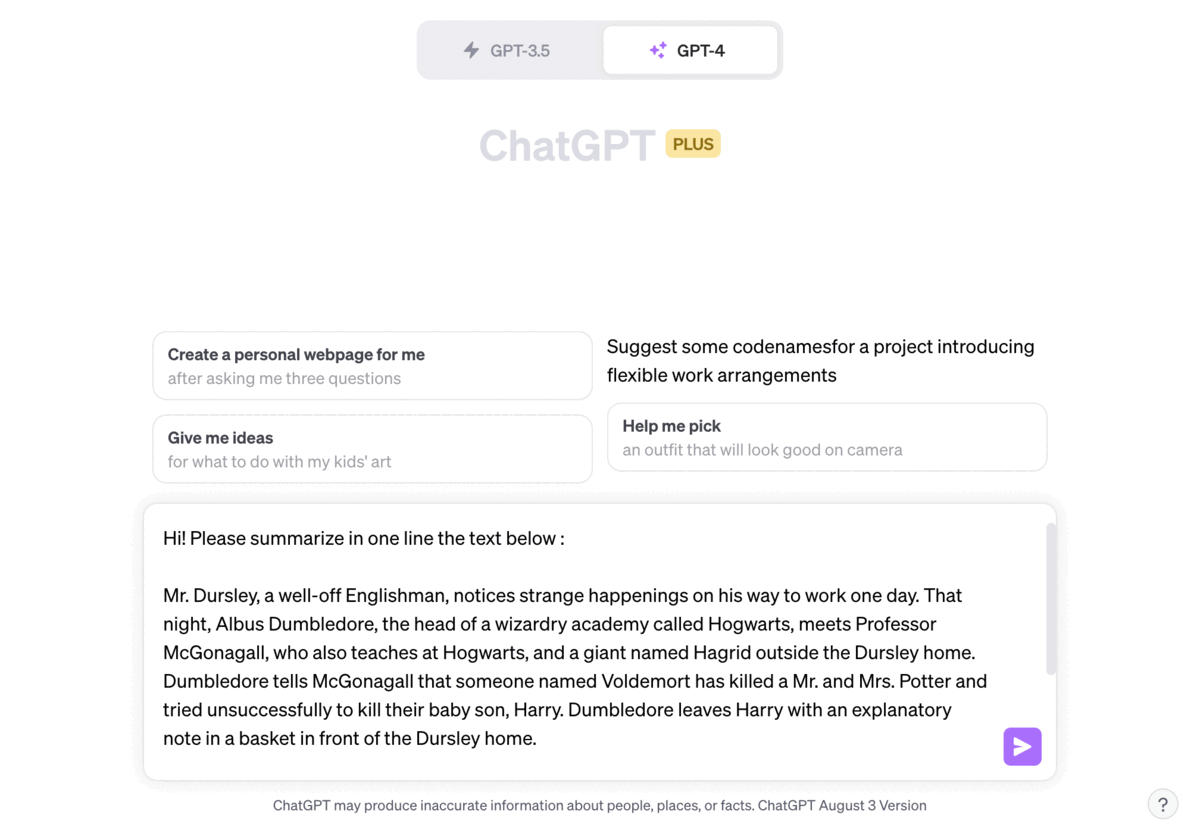 GPT-3.5
GPT-4
ChatGPT PLUS
Create a personal webpage for me
after asking me three questions
Suggest some codenamesfor a project introducing
flexible work arrangements
Give me ideas
for what to do with my kids' art
Help me pick
an outfit that will look good on camera
Hi! Please summarize in one line the text below :
Mr. Dursley, a well-off Englishman, notices strange happenings on his way to work one day. That
night, Albus Dumbledore, the head of a wizardry academy called Hogwarts, meets Professor
McGonagall, who also teaches at Hogwarts, and a giant named Hagrid outside the Dursley home.
Dumbledore tells McGonagall that someone named Voldemort has killed a Mr. and Mrs. Potter and
tried unsuccessfully to kill their baby son, Harry. Dumbledore leaves Harry with an explanatory
note in a basket in front of the Dursley home.
ChatGPT may produce inaccurate information about people, places, or facts. ChatGPT August 3 Version
?